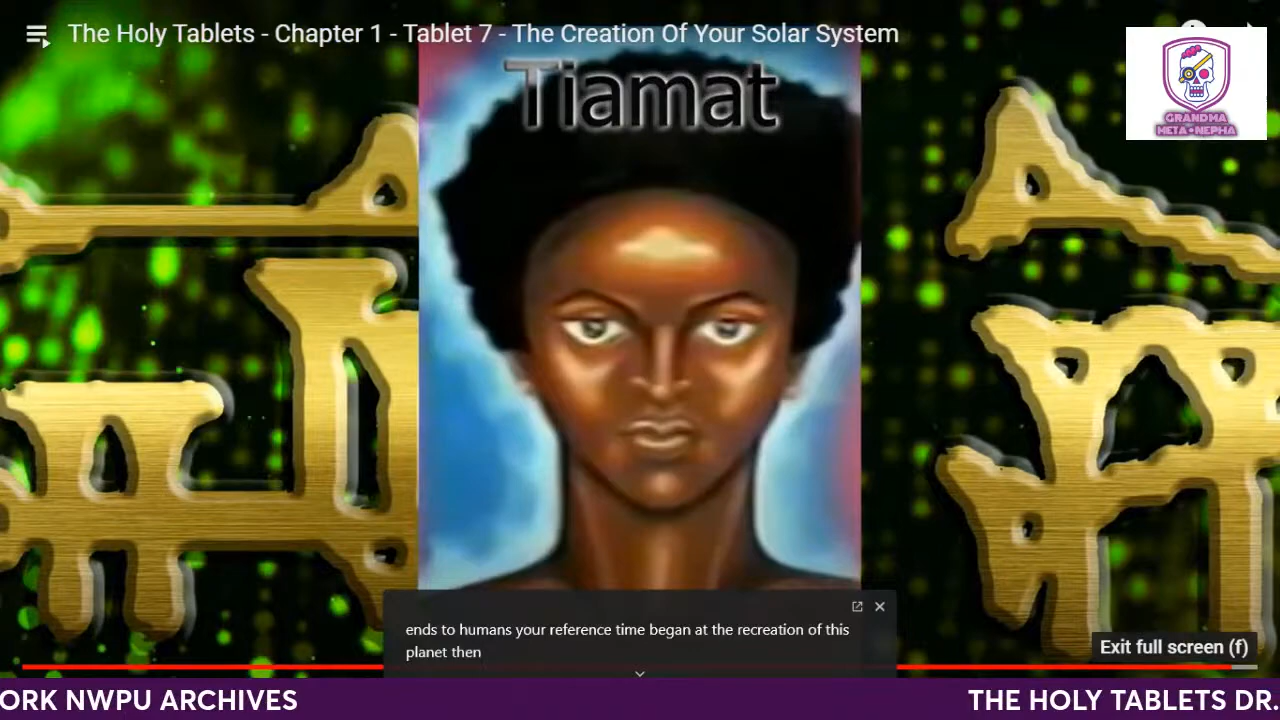 The Holy Tablets - Chapter 1 - Tablet 7 - The Creation Of Your Solar System
Tiamat
GRANDMA
META•NEPHA
ends to humans your reference time began at the recreation of this
planet then
Exit full screen (f)
ORK NWPU ARCHIVES
THE HOLY TABLETS DR.